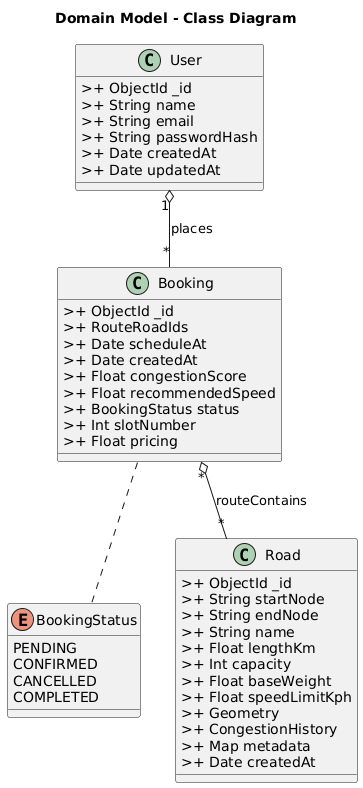 Domain Model - Class Diagram
C User
>+ ObjectId _id
>+ String name
>+ String email
>+ String passwordHash
>+ Date createdAt
>+ Date updatedAt
1
places
*
C Booking
>+ ObjectId _id
>+ RouteRoadIds
>+ Date scheduleAt
>+ Date createdAt
>+ Float congestionScore
>+ Float recommendedSpeed
>+ BookingStatus status
>+ Int slotNumber
>+ Float pricing
*
routeContains
*
E BookingStatus
PENDING
CONFIRMED
CANCELLED
COMPLETED
C Road
>+ ObjectId _id
>+ String startNode
>+ String endNode
>+ String name
>+ Float lengthKm
>+ Int capacity
>+ Float baseWeight
>+ Float speedLimitKph
>+ Geometry
>+ CongestionHistory
>+ Map metadata
>+ Date createdAt